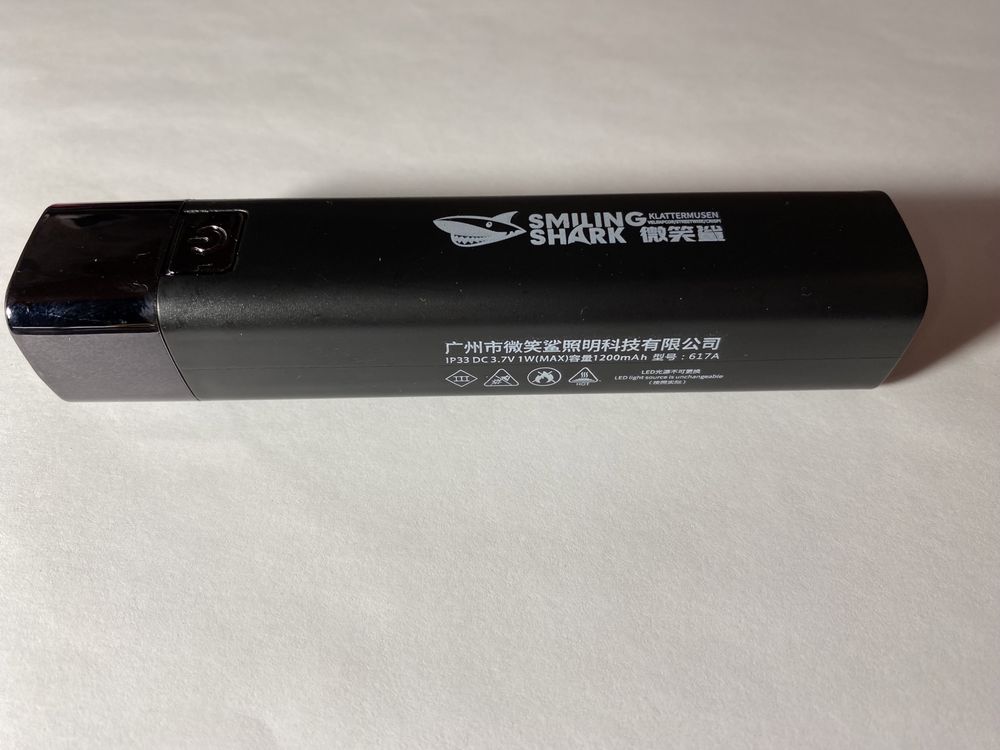 SMILING
SHARK
KLATTERMUSEN
微笑鲨
广州市微笑鲨照明科技有限公司
IP33 DC 3.7V 1W(MAX)容量1200mAh 型号：617A
III
HOT
LED光源不可更换
LED light source is unchangeable